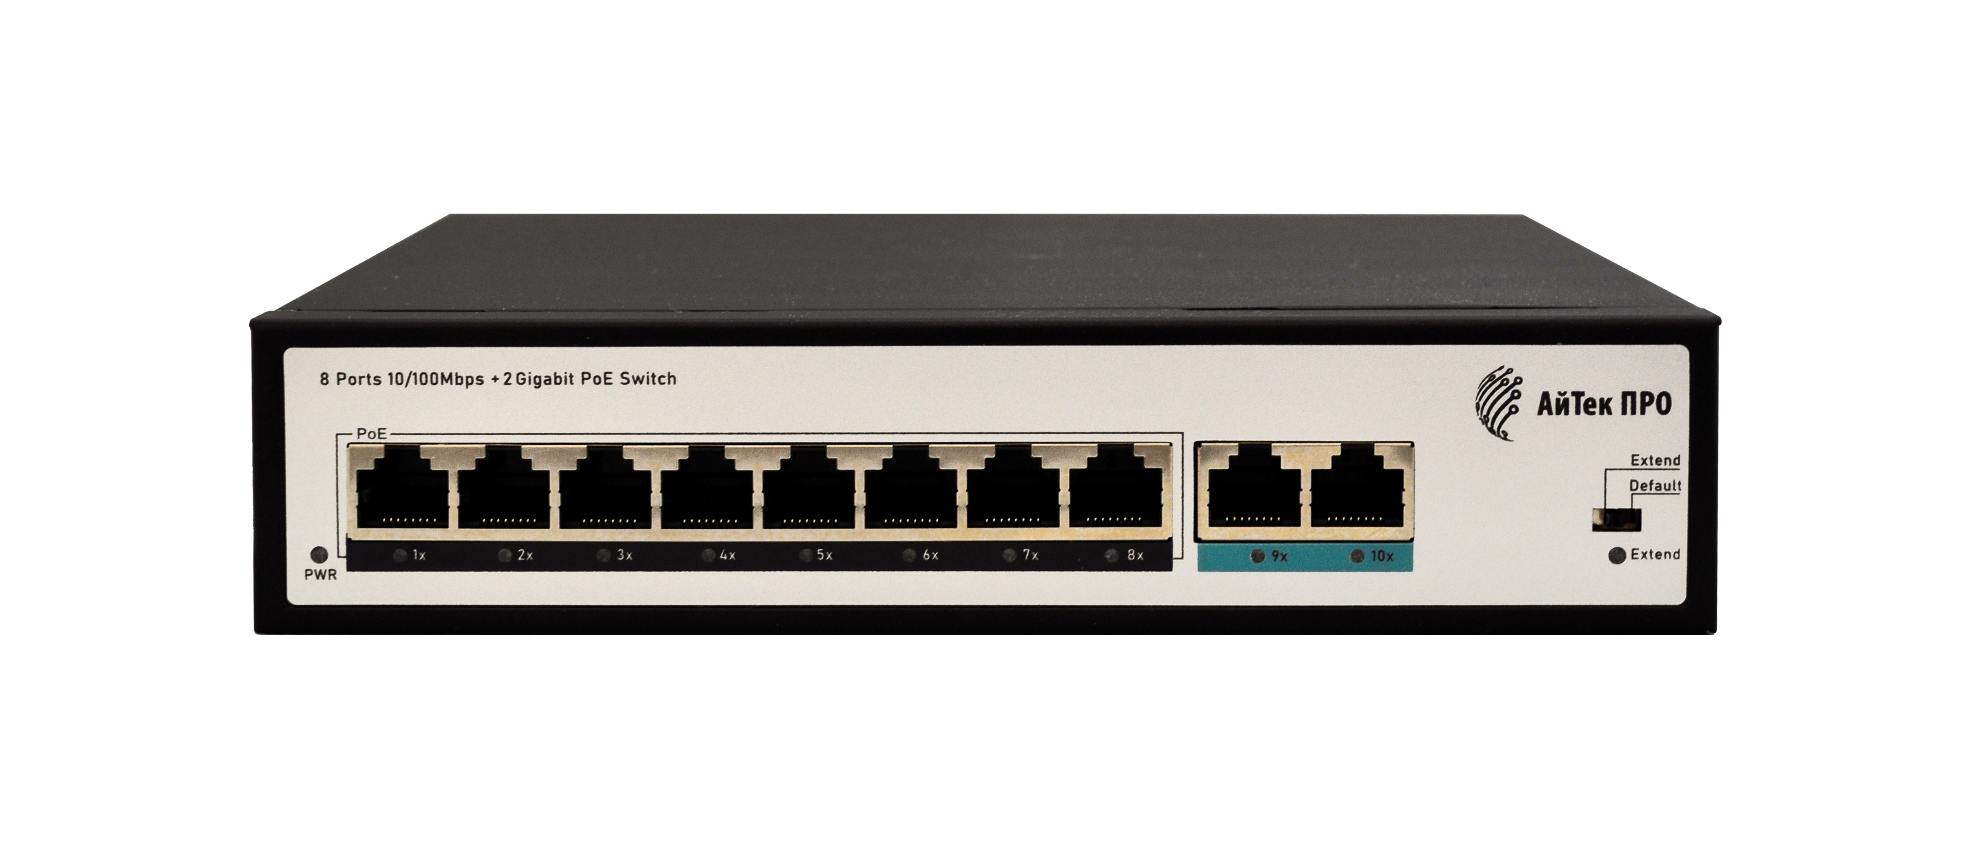 8 Ports 10/100Mbps + 2 Gigabit PoE Switch
АйТек ПРО
PoE
Extend
Default
1x 2x 3x 4x 5x 6x 7x 8x 9x 10x
Extend
PWR